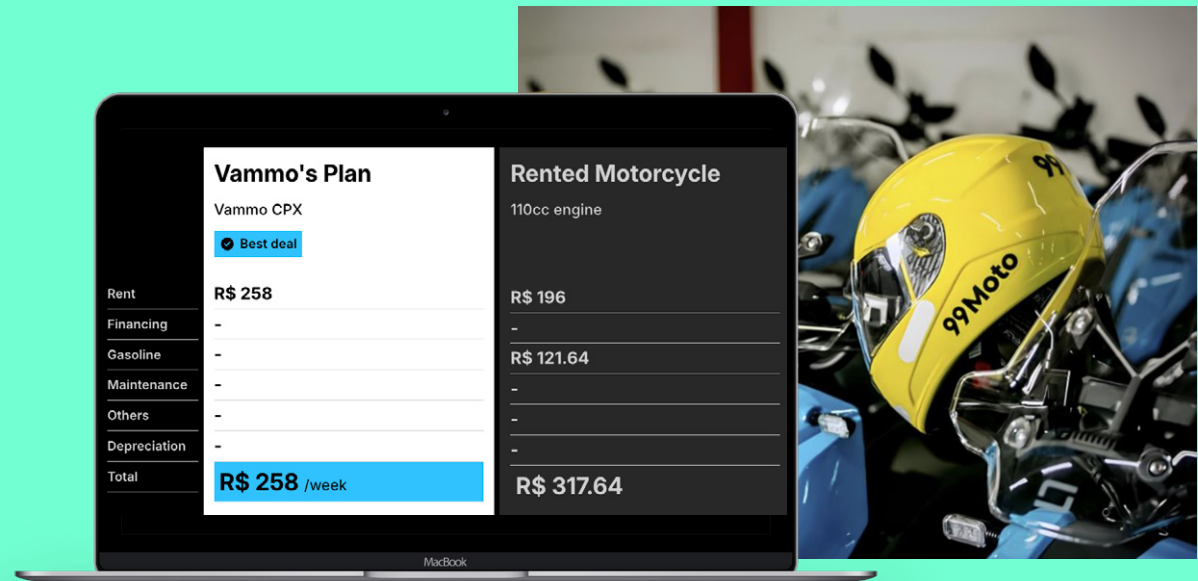 Vammo's Plan
Vammo CPX
Best deal
Rented Motorcycle
110cc engine
Rent R$ 258 R$ 196
Financing - -
Gasoline - R$ 121.64
Maintenance - -
Others - -
Depreciation - -
Total R$ 258 /week R$ 317.64
MacBook
99
99Moto